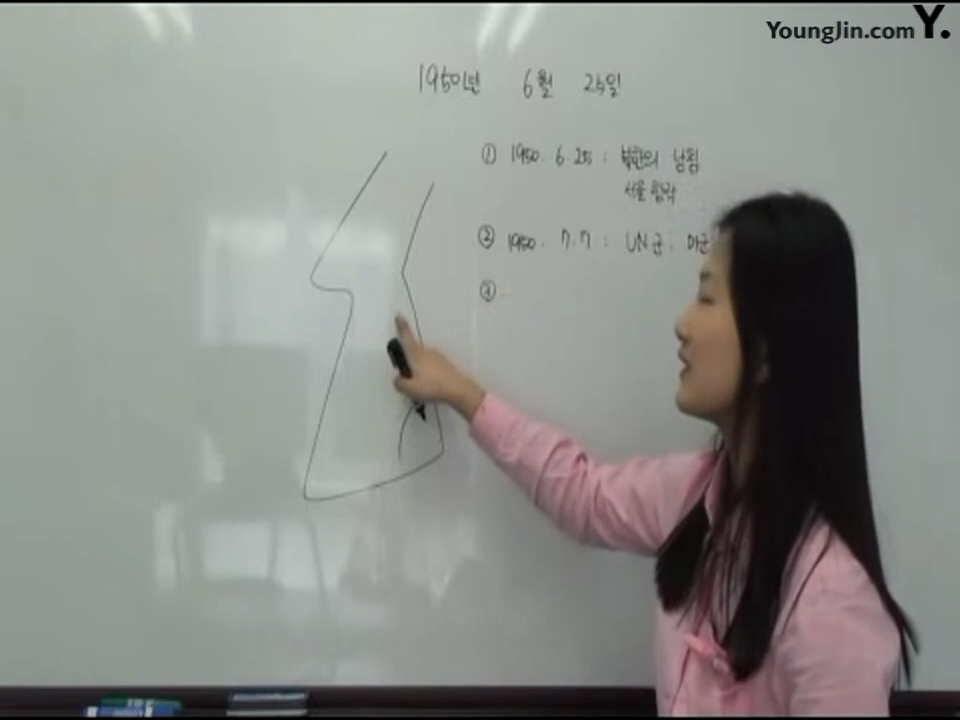 YoungJin.com Y.
1950년 6월 25일
① 1950. 6. 25 : 북한의 남침
서울 함락
② 1950. 7. 7 : UN군, 미군
③